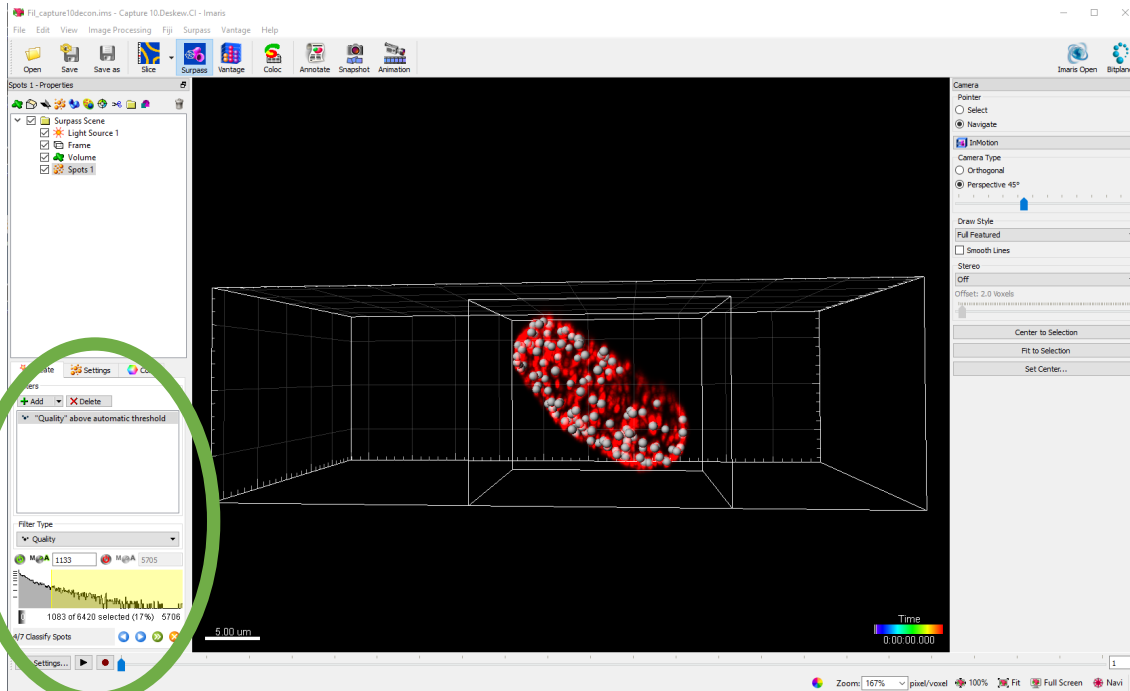 Fil_capture10decon.ims - Capture 10.Deskew.CI - Imaris
File Edit View Image Processing Fiji Surpass Vantage Help
Open Save Save as Slice Surpass Vantage Coloc Annotate Snapshot Animation Imaris Open Bitplane
Spots 1 - Properties
Surpass Scene
Light Source 1
Frame
Volume
Spots 1
Settings
+ Add Delete
"Quality" above automatic threshold
Filter Type
Quality
M A 1133 M A 5705
0 1083 of 6420 selected (17%) 5706
4/7 Classify Spots
Settings...
5.00 um
Time
0:00:00.000
Camera
Pointer
Select
Navigate
InMotion
Camera Type
Orthogonal
Perspective 45°
Draw Style
Full Featured
Smooth Lines
Stereo
Off
Offset: 2.0 Voxels
Center to Selection
Fit to Selection
Set Center...
1
Zoom: 167% pixel/voxel 100% Fit Full Screen Navi